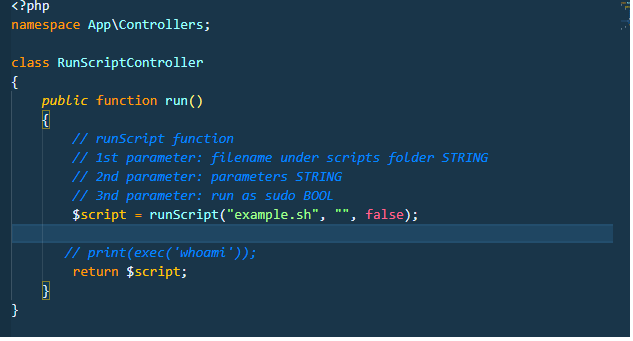 <?php
namespace App\Controllers;
class RunScriptController
{
public function run()
{
// runScript function
// 1st parameter: filename under scripts folder STRING
// 2nd parameter: parameters STRING
// 3nd parameter: run as sudo BOOL
$script = runScript("example.sh", "", false);
// print(exec('whoami'));
return $script;
}
}